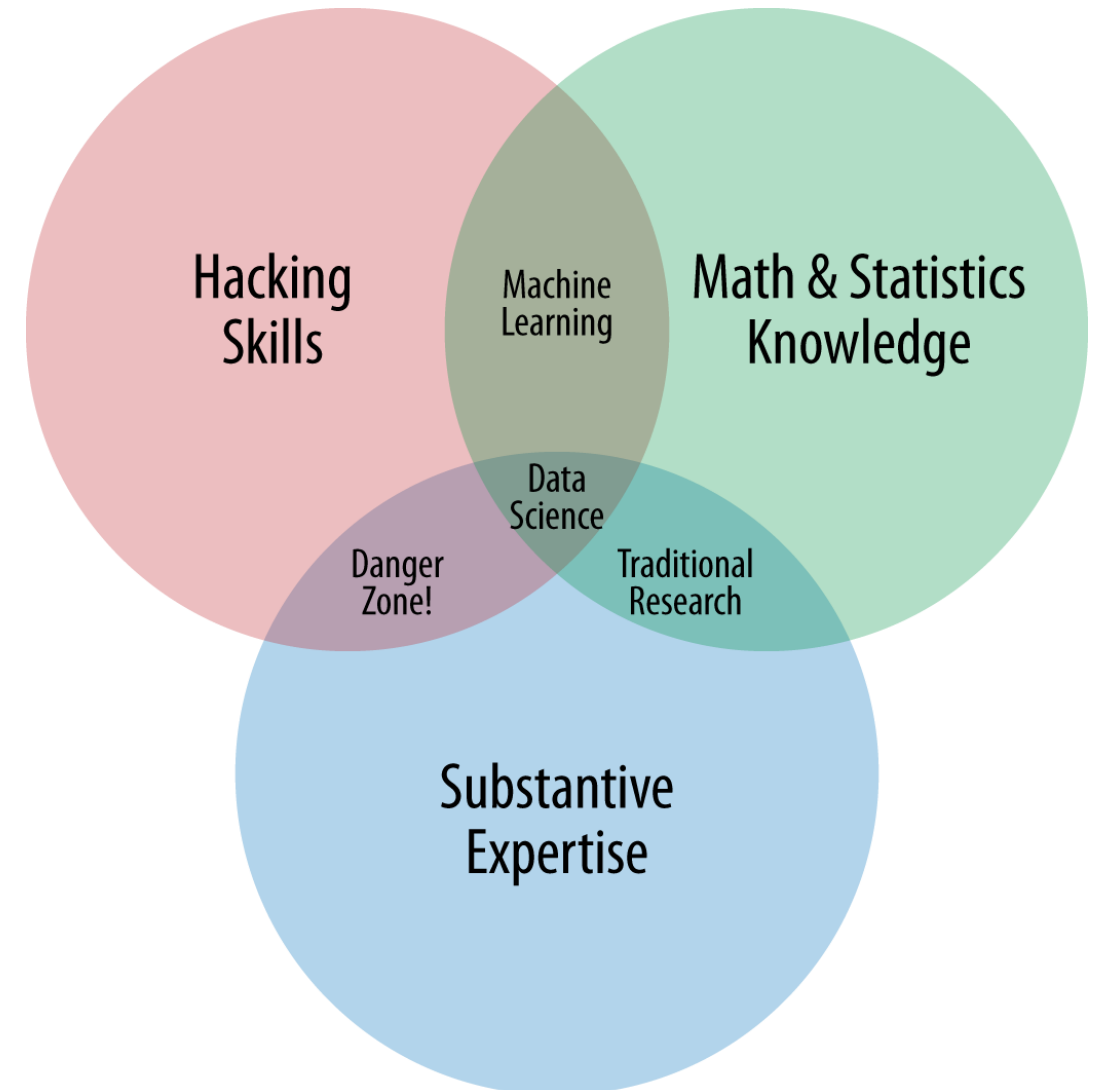 Hacking
Skills
Machine
Learning
Math & Statistics
Knowledge
Data
Science
Danger
Zone!
Traditional
Research
Substantive
Expertise